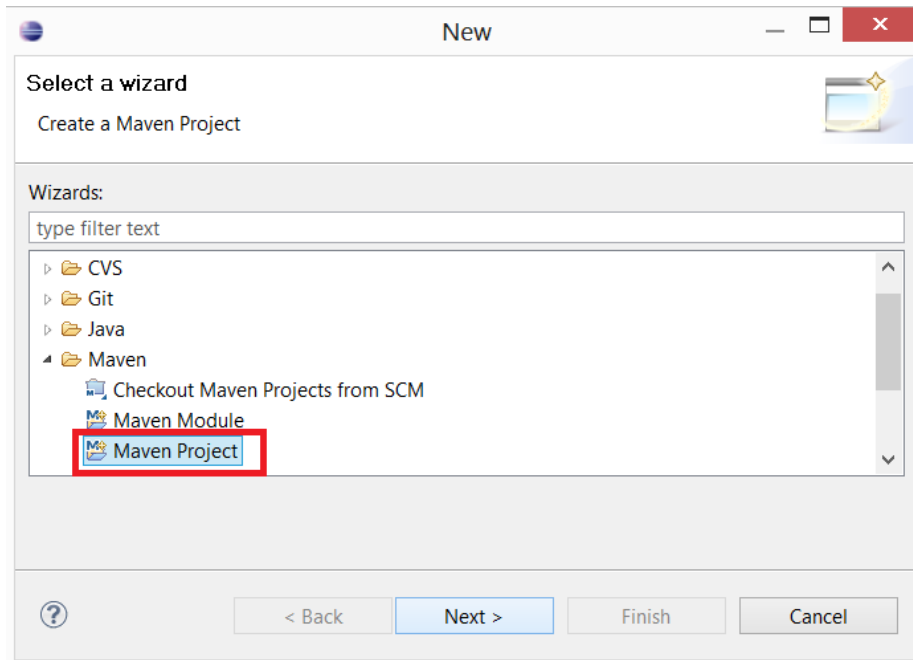 New
Select a wizard
Create a Maven Project
Wizards:
type filter text
CVS
Git
Java
Maven
Checkout Maven Projects from SCM
Maven Module
Maven Project
? < Back Next > Finish Cancel